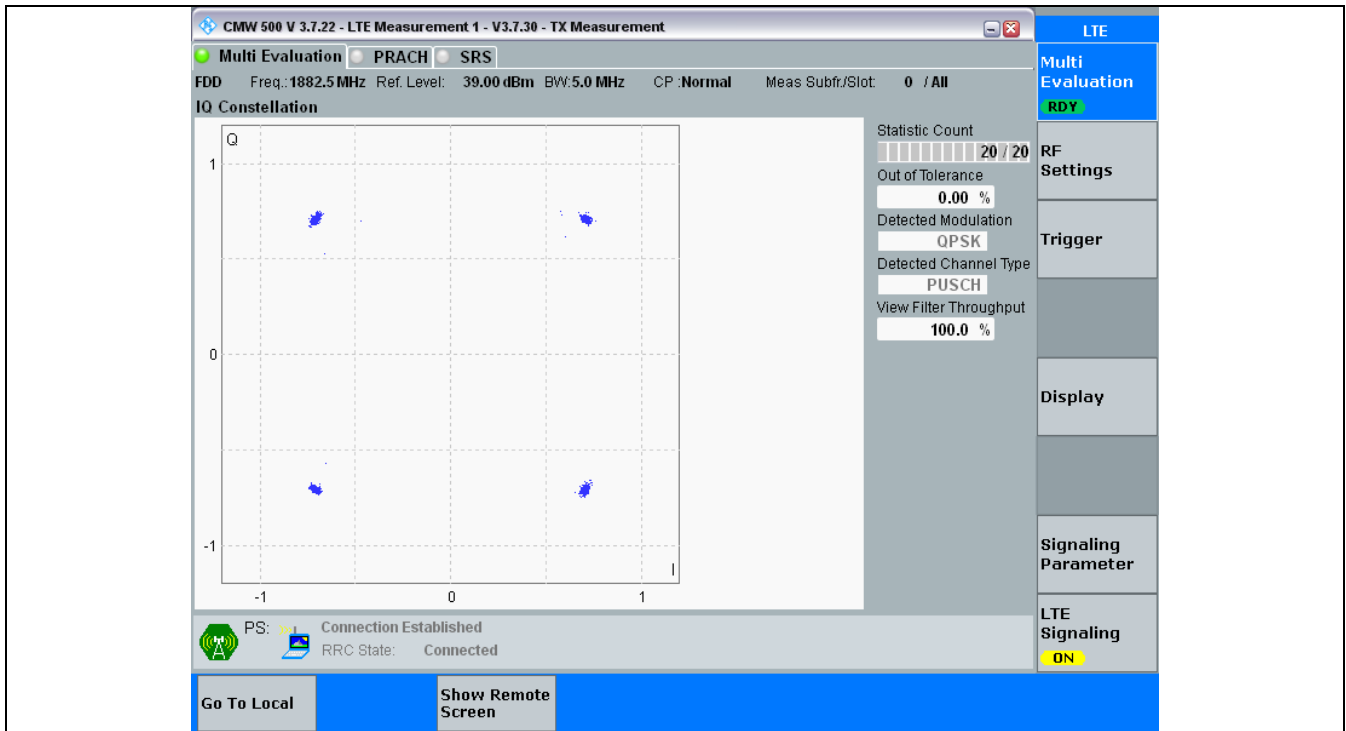 CMW 500 V 3.7.22 - LTE Measurement 1 - V3.7.30 - TX Measurement
Multi Evaluation PRACH SRS
FDD Freq.:1882.5 MHz Ref. Level: 39.00 dBm BW:5.0 MHz CP :Normal Meas Subfr./Slot: 0 / All
IQ Constellation
Q
1
0
-1
I
-1 0 1
Statistic Count
20 / 20
Out of Tolerance
0.00 %
Detected Modulation
QPSK
Detected Channel Type
PUSCH
View Filter Throughput
100.0 %
PS: Connection Established
RRC State: Connected
LTE
Multi
Evaluation
RDY
RF
Settings
Trigger
Display
Signaling
Parameter
LTE
Signaling
ON
Go To Local
Show Remote
Screen